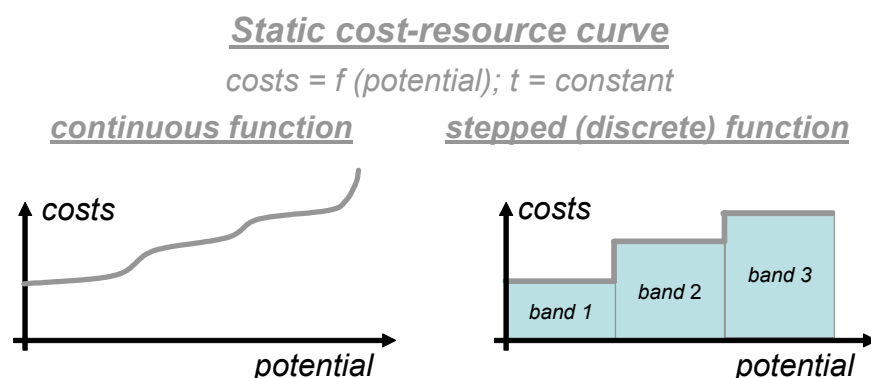 Static cost-resource curve
costs = f (potential); t = constant
continuous function
stepped (discrete) function
costs
potential
costs
band 1
band 2
band 3
potential